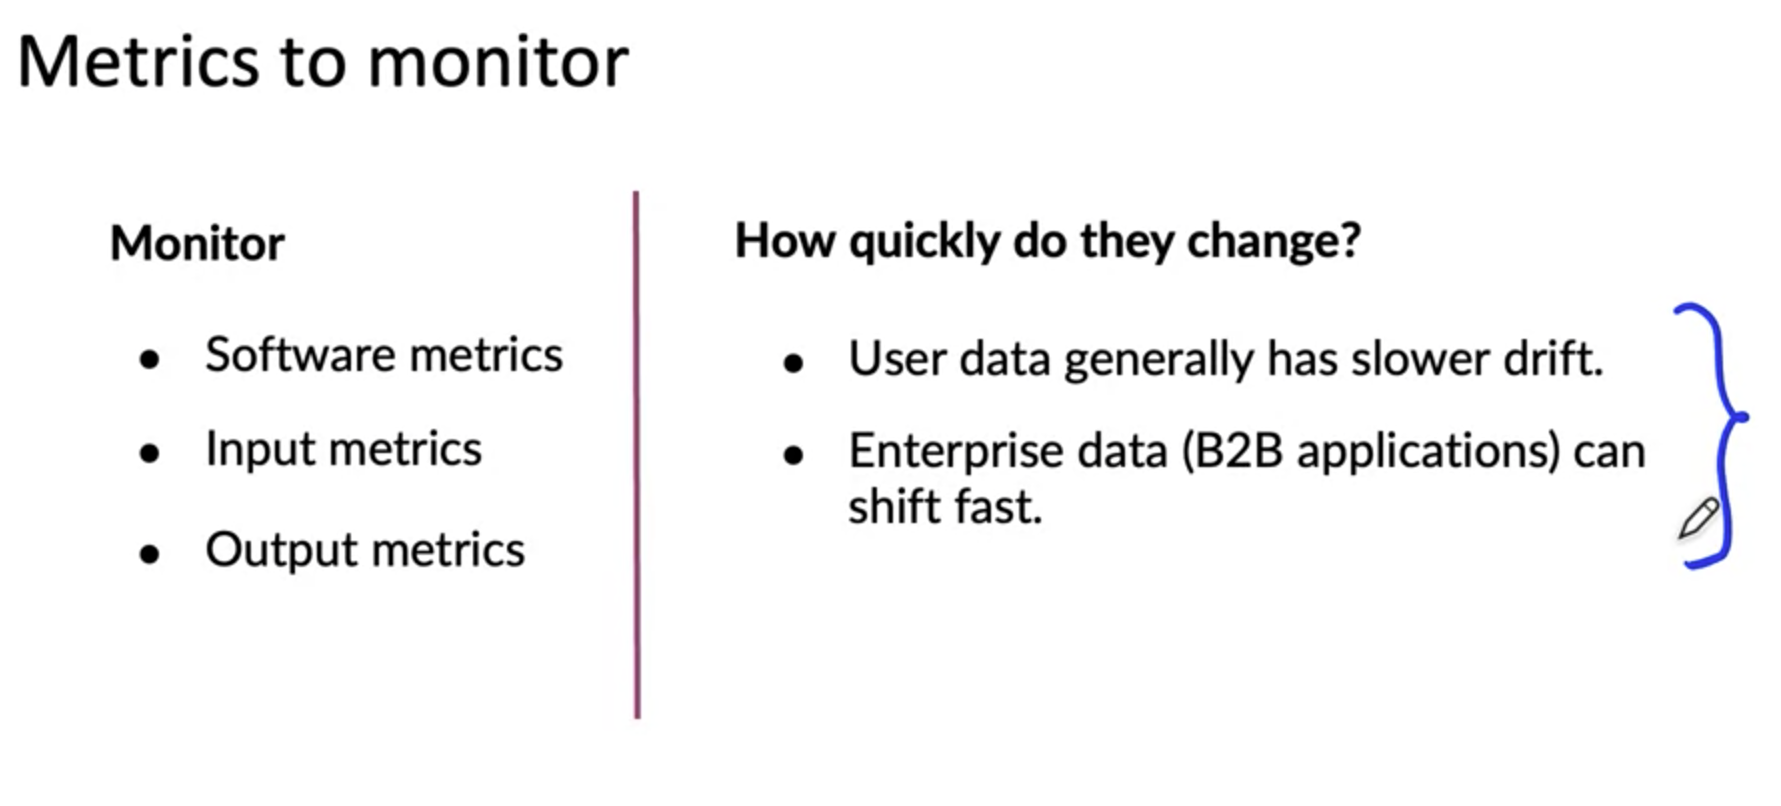 Metrics to monitor
Monitor
● Software metrics
● Input metrics
● Output metrics
How quickly do they change?
● User data generally has slower drift.
● Enterprise data (B2B applications) can
shift fast.